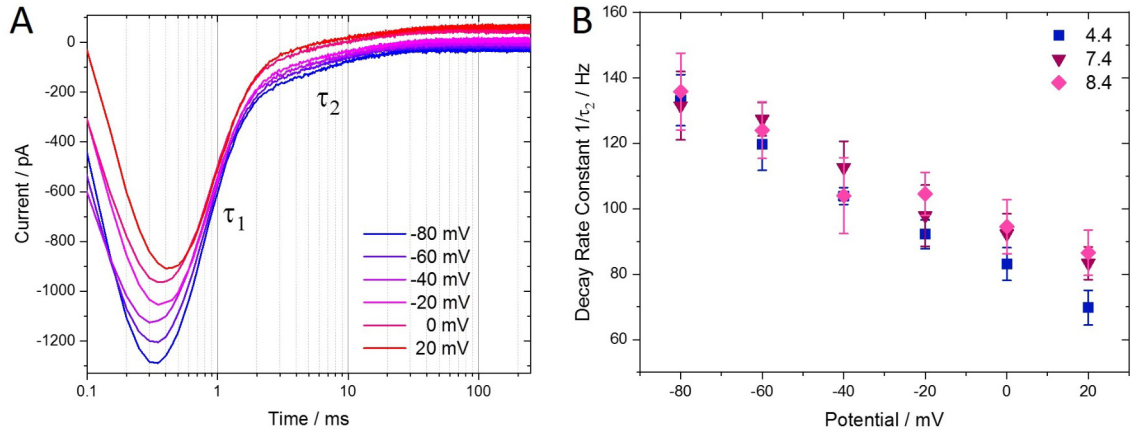 A
0
-200
-400
-600
-800
-1000
-1200
Current / pA
τ2
τ1
-80 mV
-60 mV
-40 mV
-20 mV
0 mV
20 mV
0.1
1
10
100
Time / ms
B
4.4
7.4
8.4
160
140
120
100
80
60
Decay Rate Constant 1/τ2 / Hz
-80
-60
-40
-20
0
20
Potential / mV